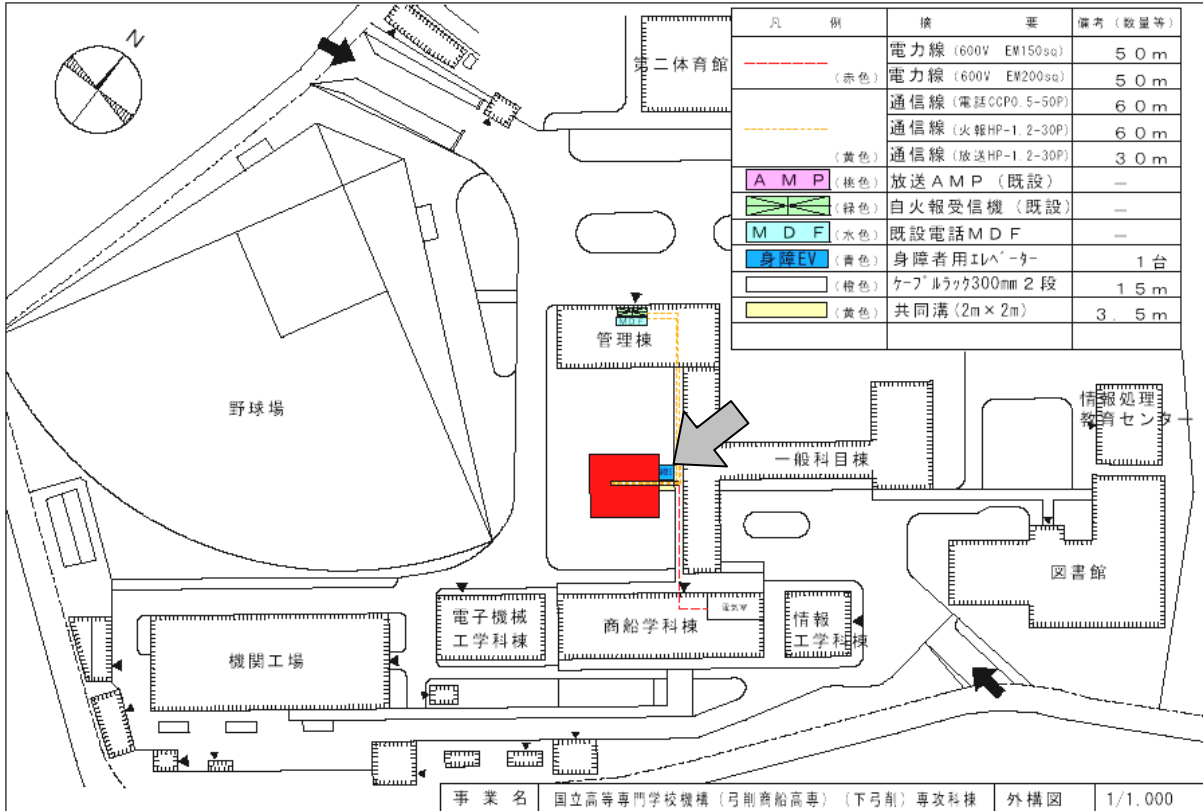 N
第二体育館
凡 例 摘 要 備考(数量等)
電力線(600V EM150sq) 50m
(赤色) 電力線(600V EM200sq) 50m
通信線(電話CCP0.5-50P) 60m
通信線(火報HP-1.2-30P) 60m
(黄色) 通信線(放送HP-1.2-30P) 30m
AMP (桃色) 放送AMP(既設) —
(緑色) 自火報受信機(既設) —
MDF (水色) 既設電話MDF —
身障EV (青色) 身障者用エレベーター 1台
(橙色) ケーブルラック300mm2段 15m
(黄色) 共同溝(2m×2m) 3.5m
MDF
管理棟
野球場
情報処理
教育センター
一般科目棟
図書館
電子機械
工学科棟
商船学科棟
電気室
情報
工学科棟
機関工場
事業名 国立高等専門学校機構(弓削商船高専)(下弓削)専攻科棟 外構図 1/1,000